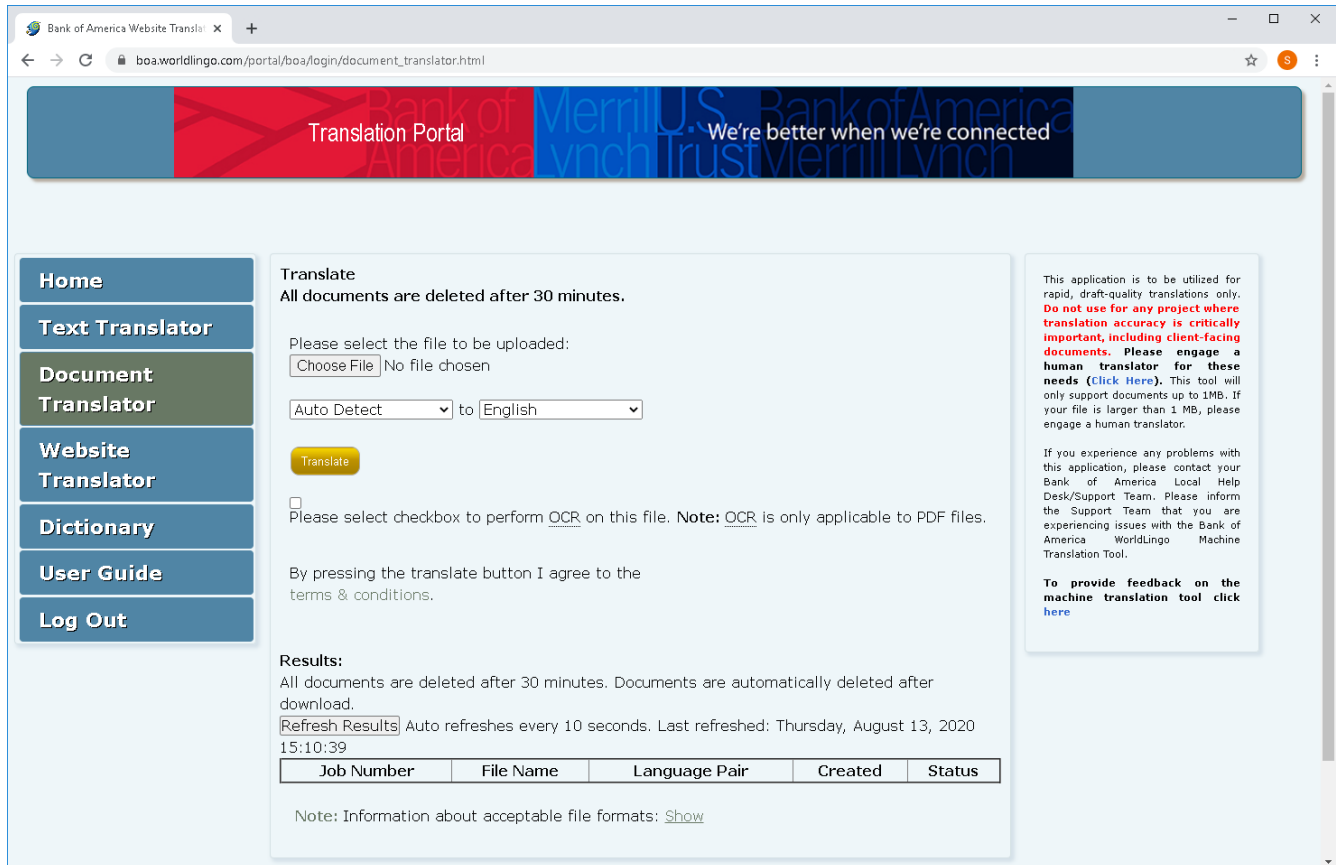 Bank of America Website Transla
boa.worldlingo.com/portal/boa/login/document_translator.html
S
Bank of America
Merrill Lynch
U.S. Trust
Bank of America
Merrill Lynch
Translation Portal
We're better when we're connected
Home
Text Translator
Document
Translator
Website
Translator
Dictionary
User Guide
Log Out
Translate
All documents are deleted after 30 minutes.
Please select the file to be uploaded:
Choose File No file chosen
Auto Detect to English
Translate
Please select checkbox to perform OCR on this file. Note: OCR is only applicable to PDF files.
By pressing the translate button I agree to the
terms & conditions.
Results:
All documents are deleted after 30 minutes. Documents are automatically deleted after
download.
Refresh Results Auto refreshes every 10 seconds. Last refreshed: Thursday, August 13, 2020
15:10:39
Job Number File Name Language Pair Created Status
Note: Information about acceptable file formats: Show
This application is to be utilized for
rapid, draft-quality translations only.
Do not use for any project where
translation accuracy is critically
important, including client-facing
documents. Please engage a
human translator for these
needs (Click Here). This tool will
only support documents up to 1MB. If
your file is larger than 1 MB, please
engage a human translator.
If you experience any problems with
this application, please contact your
Bank of America Local Help
Desk/Support Team. Please inform
the Support Team that you are
experiencing issues with the Bank of
America WorldLingo Machine
Translation Tool.
To provide feedback on the
machine translation tool click
here